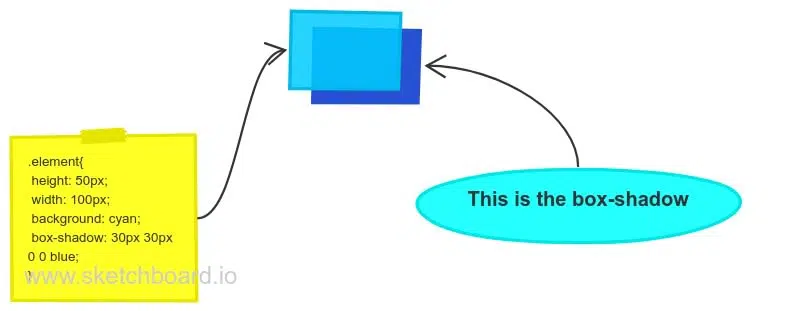 .element{
height: 50px;
width: 100px;
background: cyan;
box-shadow: 30px 30px
0 0 blue;
}
www.sketchboard.io
This is the box-shadow